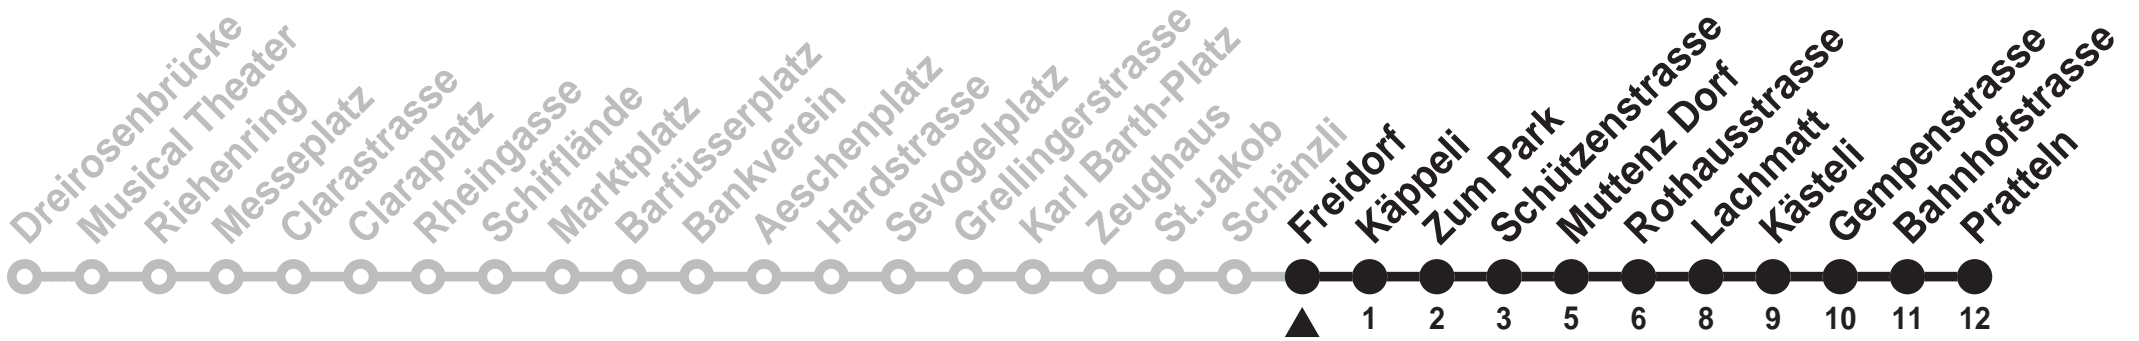 Dreirosenbrücke
Musical Theater
Riehenring
Messeplatz
Clarastrasse
Claraplatz
Rheingasse
Schifflände
Marktplatz
Barfüsserplatz
Bankverein
Aeschenplatz
Hardstrasse
Sevogelplatz
Grellingerstrasse
Karl Barth-Platz
Zeughaus
St.Jakob
Schänzli
Freidorf
Käppeli
Zum Park
Schützenstrasse
Muttenz Dorf
Rothausstrasse
Lachmatt
Kästeli
Gempenstrasse
Bahnhofstrasse
Pratteln
1 2 3 5 6 8 9 10 11 12